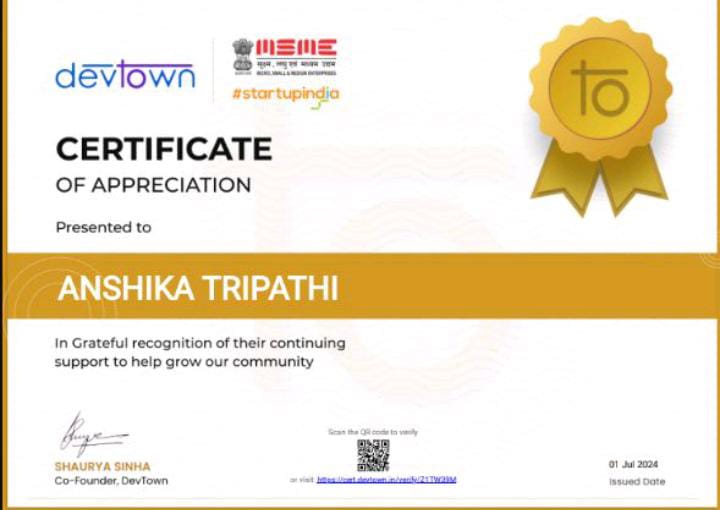 devtown
MSME
सूक्ष्म, लघु एवं मध्यम उद्यम
MICRO, SMALL & MEDIUM ENTERPRISES
#startupindia
to
CERTIFICATE
OF APPRECIATION
Presented to
ANSHIKA TRIPATHI
In Grateful recognition of their continuing
support to help grow our community
SHAURYA SINHA
Co-Founder, DevTown
Scan the QR code to verify
or visit https://cert.devtown.in/verify/Z1TW39M
01 Jul 2024
Issued Date